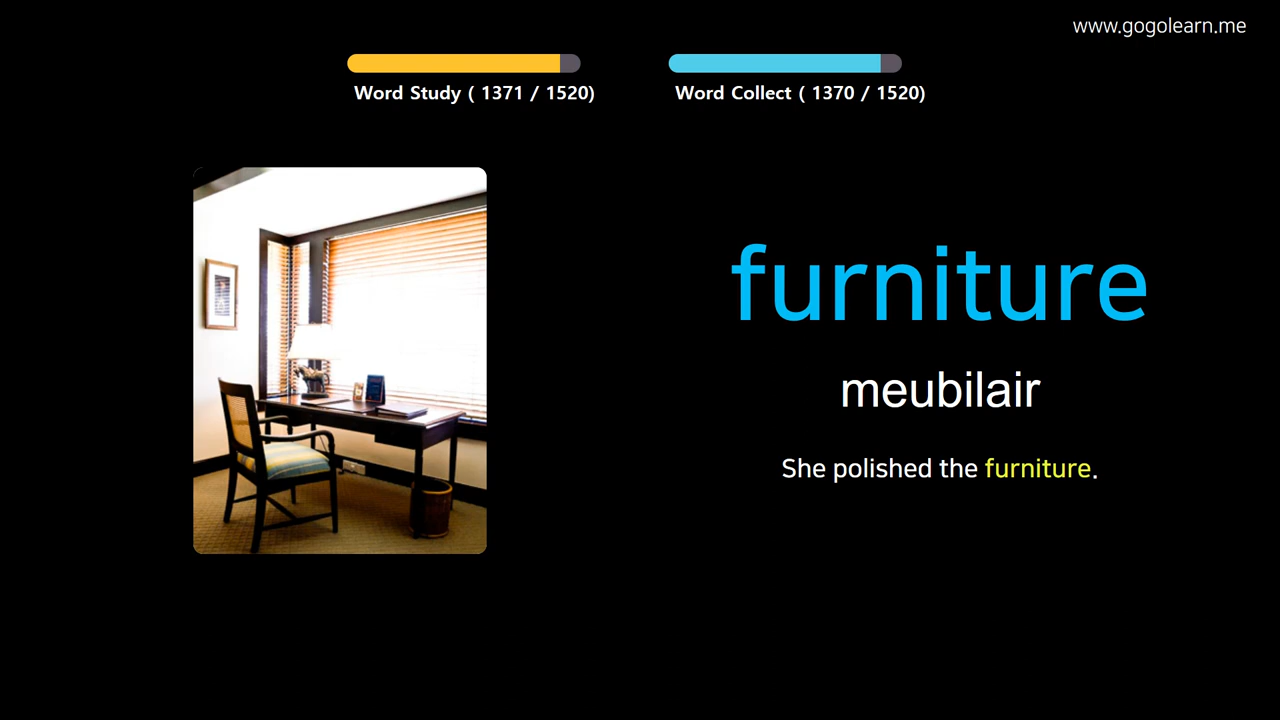 www.gogolearn.me
Word Study ( 1371 / 1520)
Word Collect ( 1370 / 1520)
furniture
meubilair
She polished the furniture.